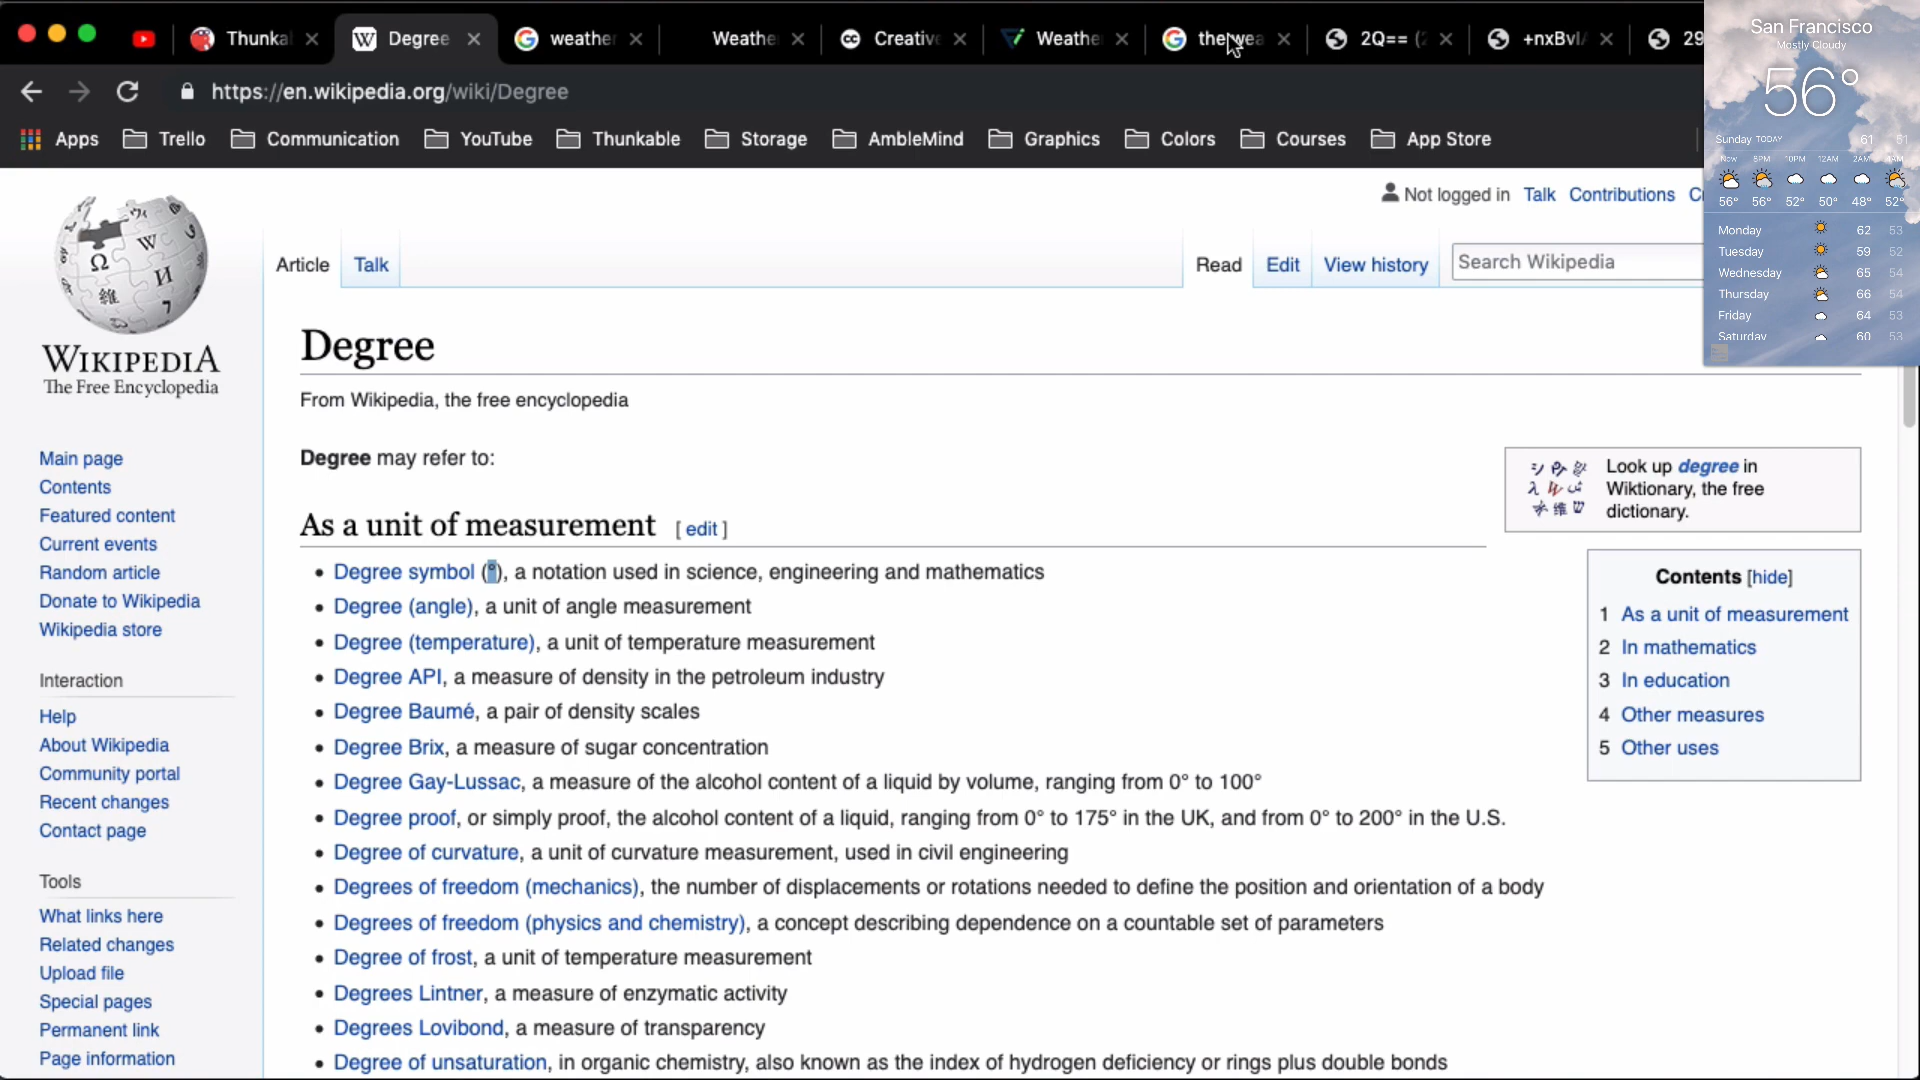 Thunka
Degree
weather
Weathe
Creativ
Weathe
the wea
2Q== (
+nxBvl
29
https://en.wikipedia.org/wiki/Degree
Apps
Trello
Communication
YouTube
Thunkable
Storage
AmbleMind
Graphics
Colors
Courses
App Store
San Francisco
Mostly Cloudy
56°
Sunday TODAY 61 51
Now 8PM 10PM 12AM 2AM 4AM
56° 56° 52° 50° 48° 52°
Monday 62 53
Tuesday 59 52
Wednesday 65 54
Thursday 66 54
Friday 64 53
Saturday 60 53
Not logged in Talk Contributions
Article Talk Read Edit View history Search Wikipedia
WIKIPEDIA
The Free Encyclopedia
Main page
Contents
Featured content
Current events
Random article
Donate to Wikipedia
Wikipedia store
Interaction
Help
About Wikipedia
Community portal
Recent changes
Contact page
Tools
What links here
Related changes
Upload file
Special pages
Permanent link
Page information
Degree
From Wikipedia, the free encyclopedia
Degree may refer to:
Look up degree in
Wiktionary, the free
dictionary.
As a unit of measurement [ edit ]
• Degree symbol (°), a notation used in science, engineering and mathematics
• Degree (angle), a unit of angle measurement
• Degree (temperature), a unit of temperature measurement
• Degree API, a measure of density in the petroleum industry
• Degree Baumé, a pair of density scales
• Degree Brix, a measure of sugar concentration
• Degree Gay-Lussac, a measure of the alcohol content of a liquid by volume, ranging from 0° to 100°
• Degree proof, or simply proof, the alcohol content of a liquid, ranging from 0° to 175° in the UK, and from 0° to 200° in the U.S.
• Degree of curvature, a unit of curvature measurement, used in civil engineering
• Degrees of freedom (mechanics), the number of displacements or rotations needed to define the position and orientation of a body
• Degrees of freedom (physics and chemistry), a concept describing dependence on a countable set of parameters
• Degree of frost, a unit of temperature measurement
• Degrees Lintner, a measure of enzymatic activity
• Degrees Lovibond, a measure of transparency
• Degree of unsaturation, in organic chemistry, also known as the index of hydrogen deficiency or rings plus double bonds
Contents [hide]
1 As a unit of measurement
2 In mathematics
3 In education
4 Other measures
5 Other uses